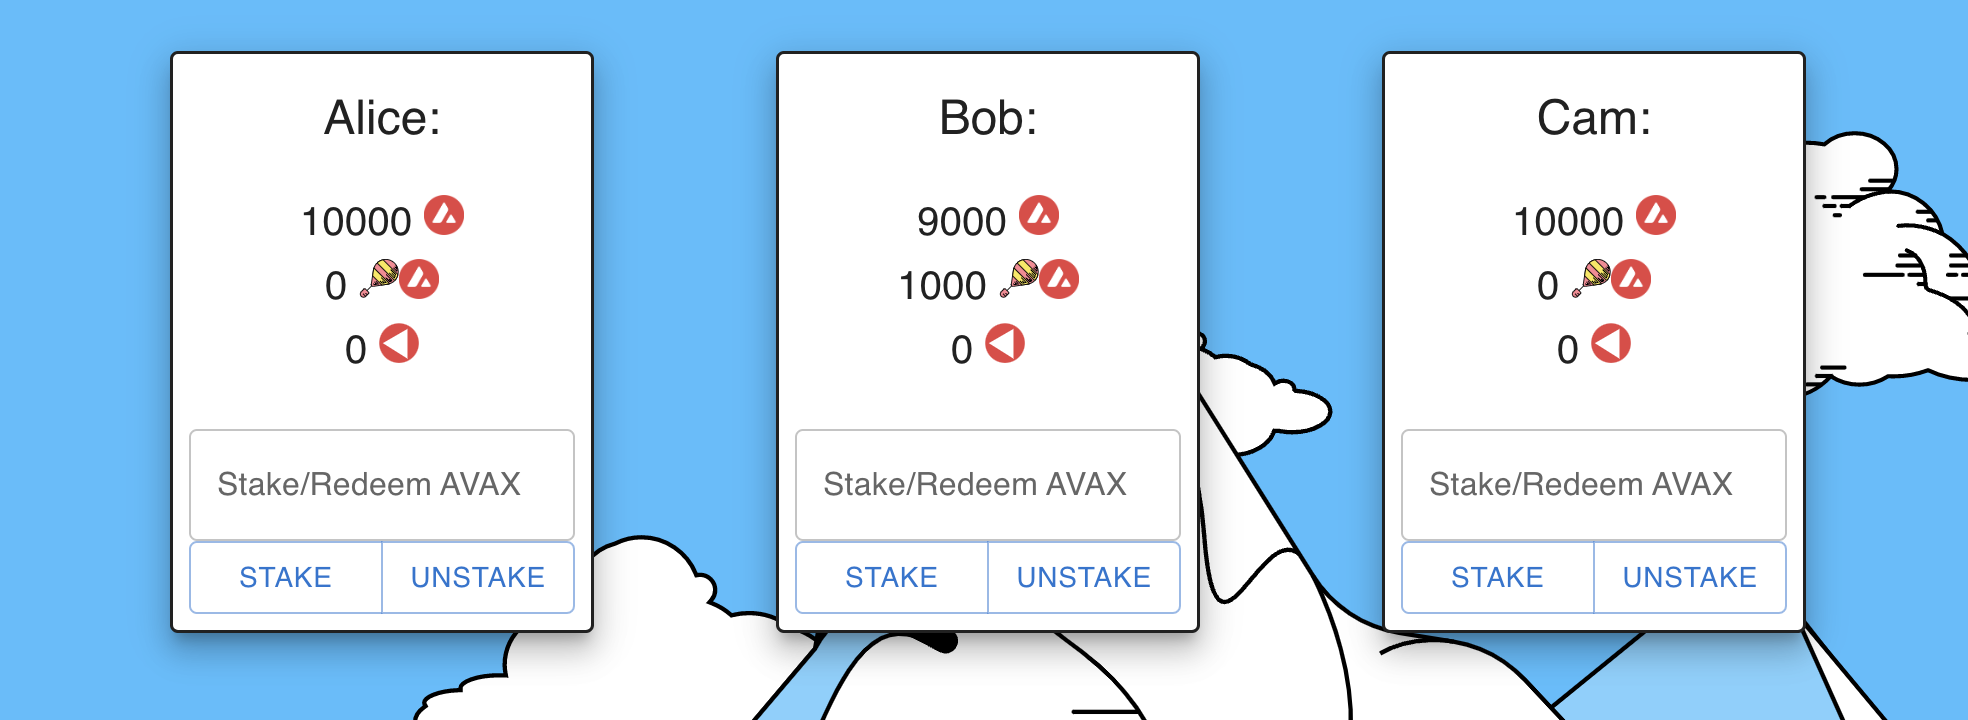 Alice:
10000
0
0
Stake/Redeem AVAX
STAKE UNSTAKE
Bob:
9000
1000
0
Stake/Redeem AVAX
STAKE UNSTAKE
Cam:
10000
0
0
Stake/Redeem AVAX
STAKE UNSTAKE